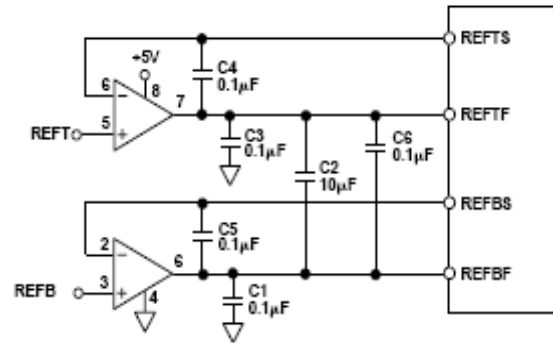 REFTS
+5V
C4
0.1µF
6
−
8
7
REFT
5
+
REFTF
C3
0.1µF
C6
0.1µF
C2
10µF
REFBS
2
−
C5
0.1µF
6
REFB
3
+
4
REFBF
C1
0.1µF